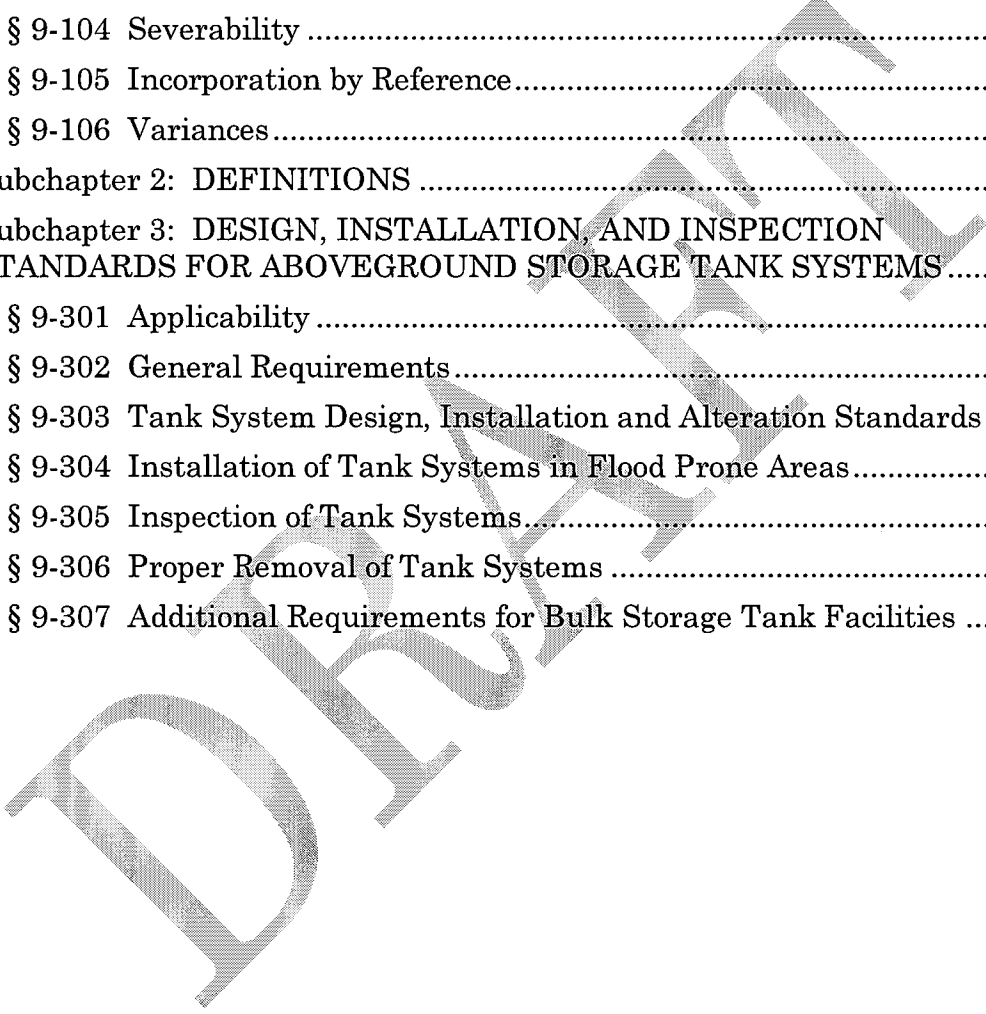 § 9-104 Severability ................................................................
§ 9-105 Incorporation by Reference................................................................
§ 9-106 Variances................................................................
ubchapter 2: DEFINITIONS ................................................................
ubchapter 3: DESIGN, INSTALLATION, AND INSPECTION
TANDARDS FOR ABOVEGROUND STORAGE TANK SYSTEMS.....
§ 9-301 Applicability ................................................................
§ 9-302 General Requirements................................................................
§ 9-303 Tank System Design, Installation and Alteration Standards
§ 9-304 Installation of Tank Systems in Flood Prone Areas................
§ 9-305 Inspection of Tank Systems................................................................
§ 9-306 Proper Removal of Tank Systems ................................................
§ 9-307 Additional Requirements for Bulk Storage Tank Facilities ...
DRAFT